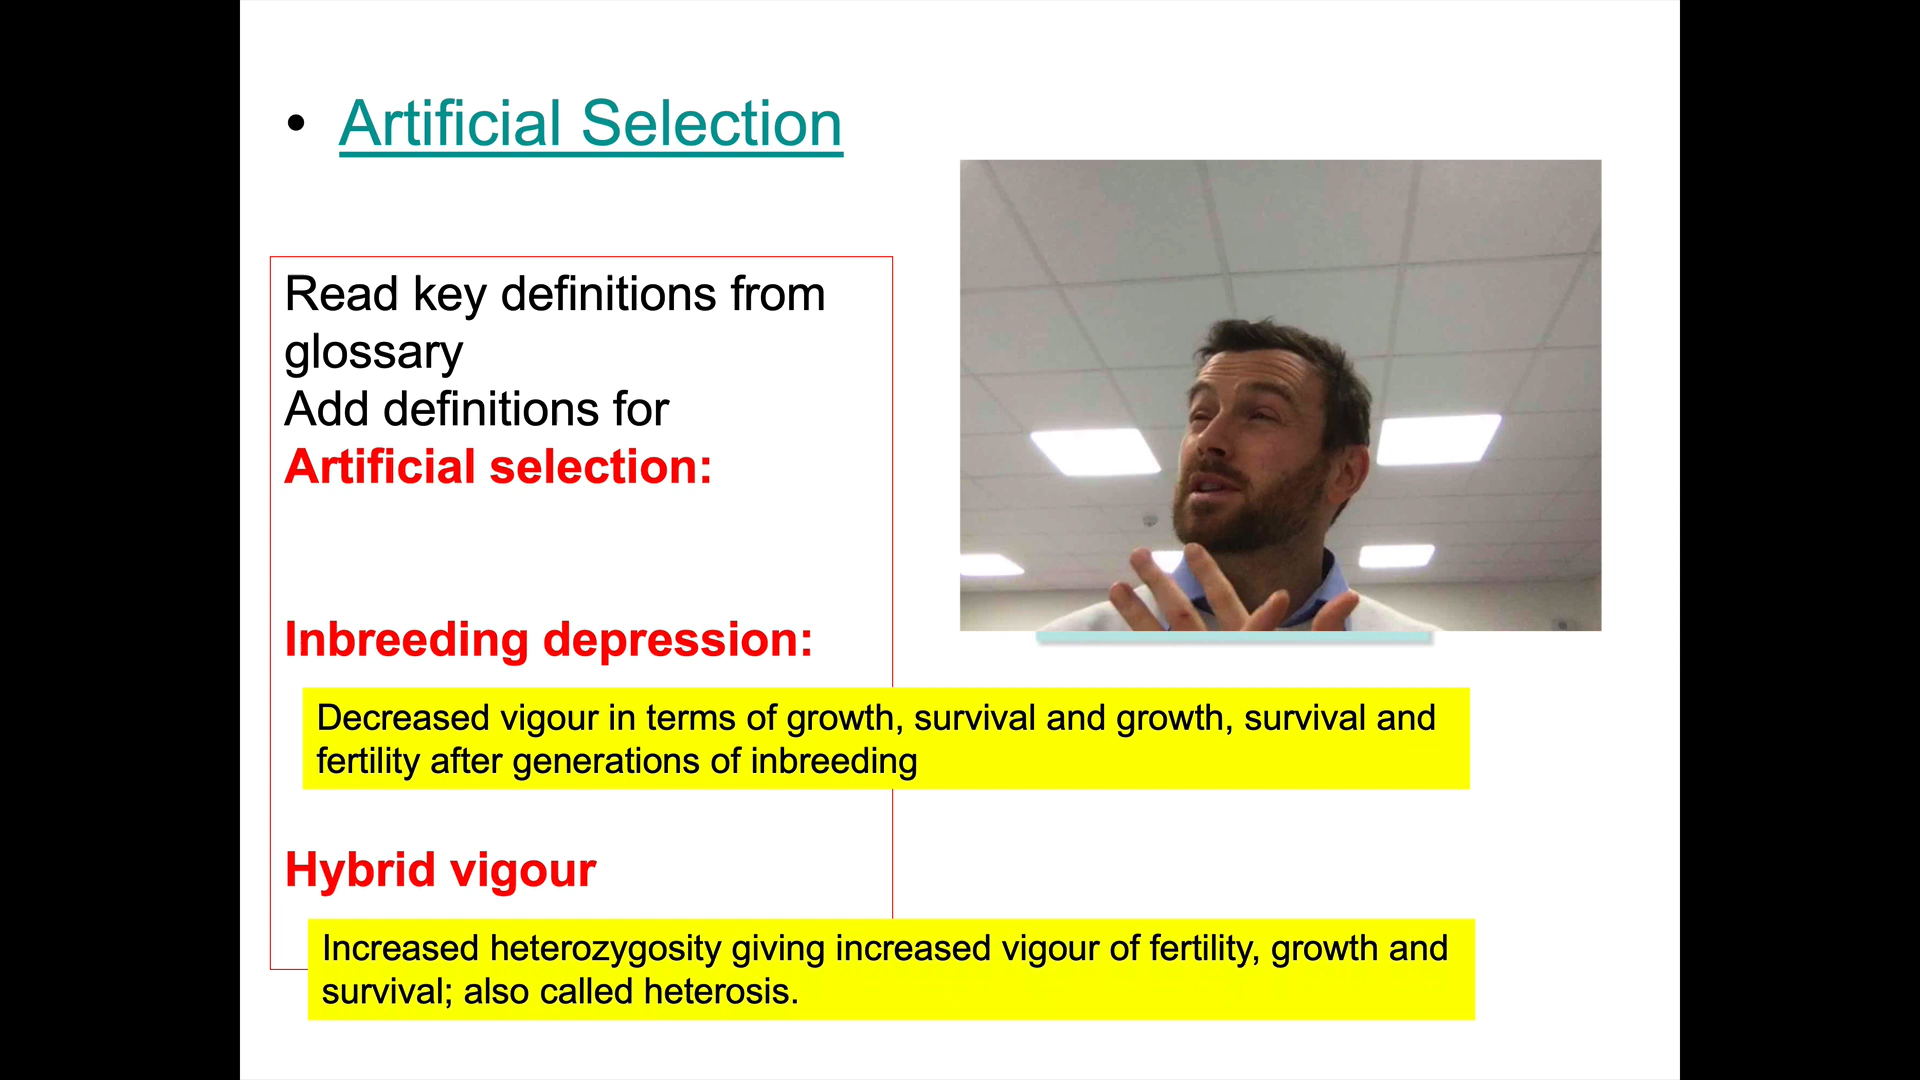 • Artificial Selection
Read key definitions from
glossary
Add definitions for
Artificial selection:
Inbreeding depression:
Decreased vigour in terms of growth, survival and growth, survival and
fertility after generations of inbreeding
Hybrid vigour
Increased heterozygosity giving increased vigour of fertility, growth and
survival; also called heterosis.